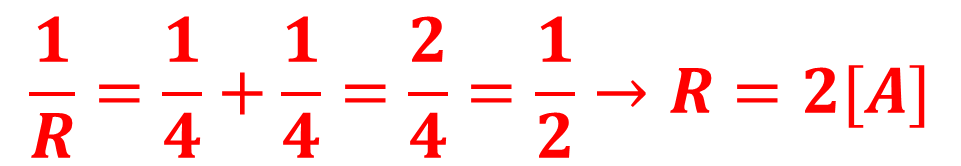 1/R = 1/4 + 1/4 = 2/4 = 1/2 → R = 2[A]